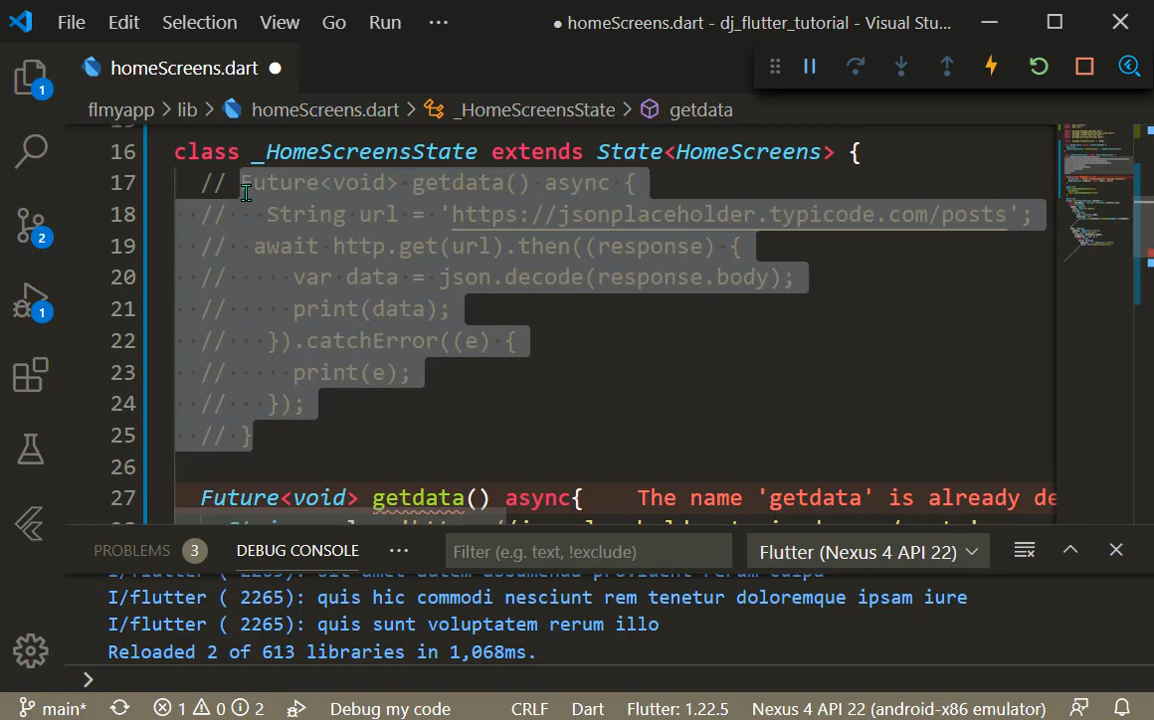 File Edit Selection View Go Run ··· ● homeScreens.dart - dj_flutter_tutorial - Visual Stu...
homeScreens.dart ●
flmyapp > lib > homeScreens.dart > _HomeScreensState > getdata
1
2
1
16 class _HomeScreensState extends State<HomeScreens> {
17 // Future<void> getdata() async {
18 // String url = 'https://jsonplaceholder.typicode.com/posts';
19 // await http.get(url).then((response) {
20 // var data = json.decode(response.body);
21 // print(data);
22 // }).catchError((e) {
23 // print(e);
24 // });
25 // }
26
27 Future<void> getdata() async{ The name 'getdata' is already de
PROBLEMS 3 DEBUG CONSOLE ··· Filter (e.g. text, !exclude) Flutter (Nexus 4 API 22)
I/flutter ( 2265): quis hic commodi nesciunt rem tenetur doloremque ipsam iure
I/flutter ( 2265): quis sunt voluptatem rerum illo
Reloaded 2 of 613 libraries in 1,068ms.
>
main* 1 0 2 Debug my code CRLF Dart Flutter: 1.22.5 Nexus 4 API 22 (android-x86 emulator)